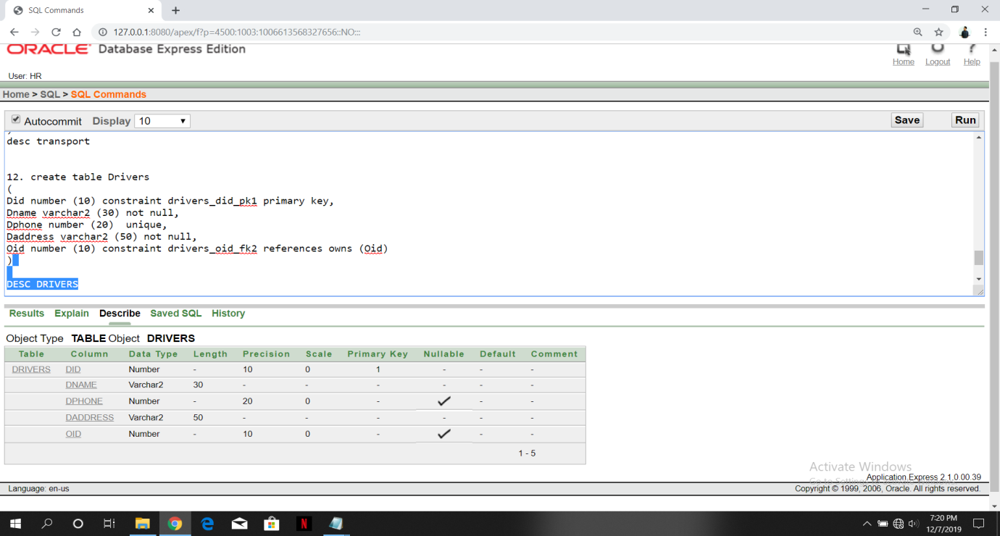 SQL Commands
127.0.0.1:8080/apex/f?p=4500:1003:1006613568327656::NO:::
ORACLE Database Express Edition
Home Logout Help
User: HR
Home > SQL > SQL Commands
Autocommit Display 10 Save Run
desc transport
12. create table Drivers
(
Did number (10) constraint drivers_did_pk1 primary key,
Dname varchar2 (30) not null,
Dphone number (20)  unique,
Daddress varchar2 (50) not null,
Oid number (10) constraint drivers_oid_fk2 references owns (Oid)
)
DESC DRIVERS
Results Explain Describe Saved SQL History
Object Type TABLE Object DRIVERS
Table Column Data Type Length Precision Scale Primary Key Nullable Default Comment
DRIVERS DID Number - 10 0 1 - - -
DNAME Varchar2 30 - - - - - -
DPHONE Number - 20 0 - - -
DADDRESS Varchar2 50 - - - - - -
OID Number - 10 0 - - -
1 - 5
Activate Windows
Application Express 2.1.0.00.39
Go to Settings
Language: en-us Copyright © 1999, 2006, Oracle. All rights reserved.
N
7:20 PM
12/7/2019